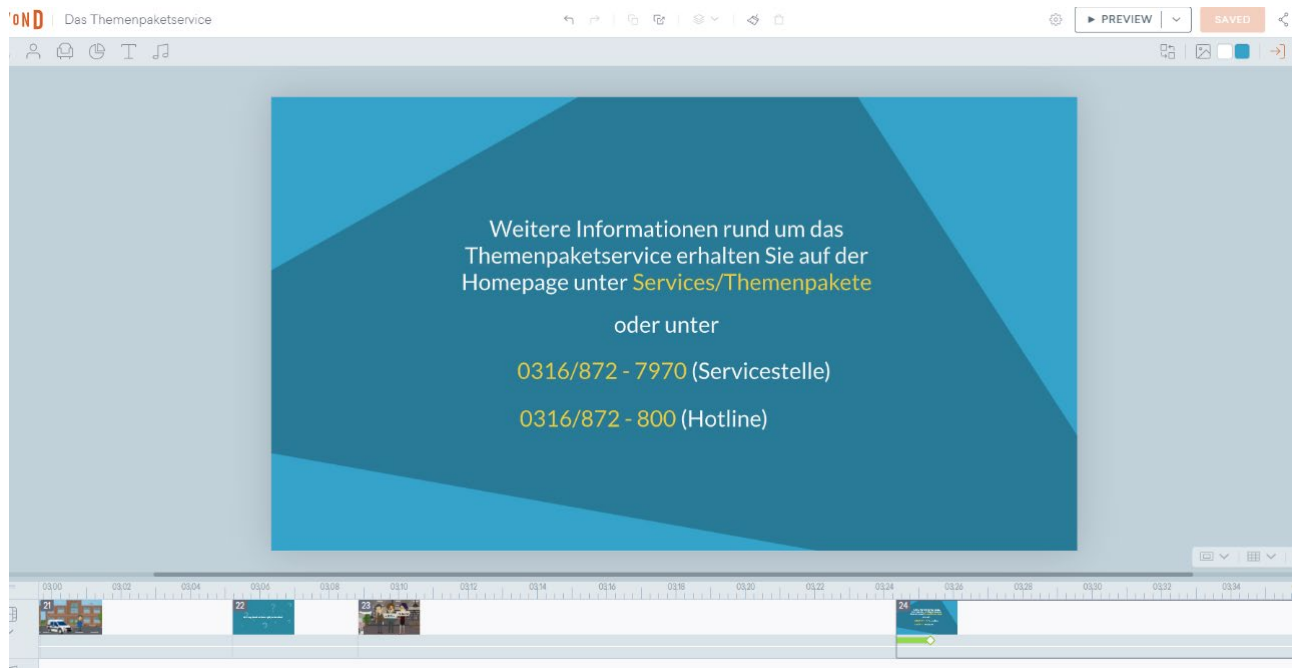 OND Das Themenpaketservice PREVIEW SAVED
Weitere Informationen rund um das
Themenpaketservice erhalten Sie auf der
Homepage unter Services/Themenpakete
oder unter
0316/872 - 7970 (Servicestelle)
0316/872 - 800 (Hotline)
03:00 03:02 03:04 03:06 03:08 03:10 03:12 03:14 03:16 03:18 03:20 03:22 03:24 03:26 03:28 03:30 03:32 03:34
21 22 23 24